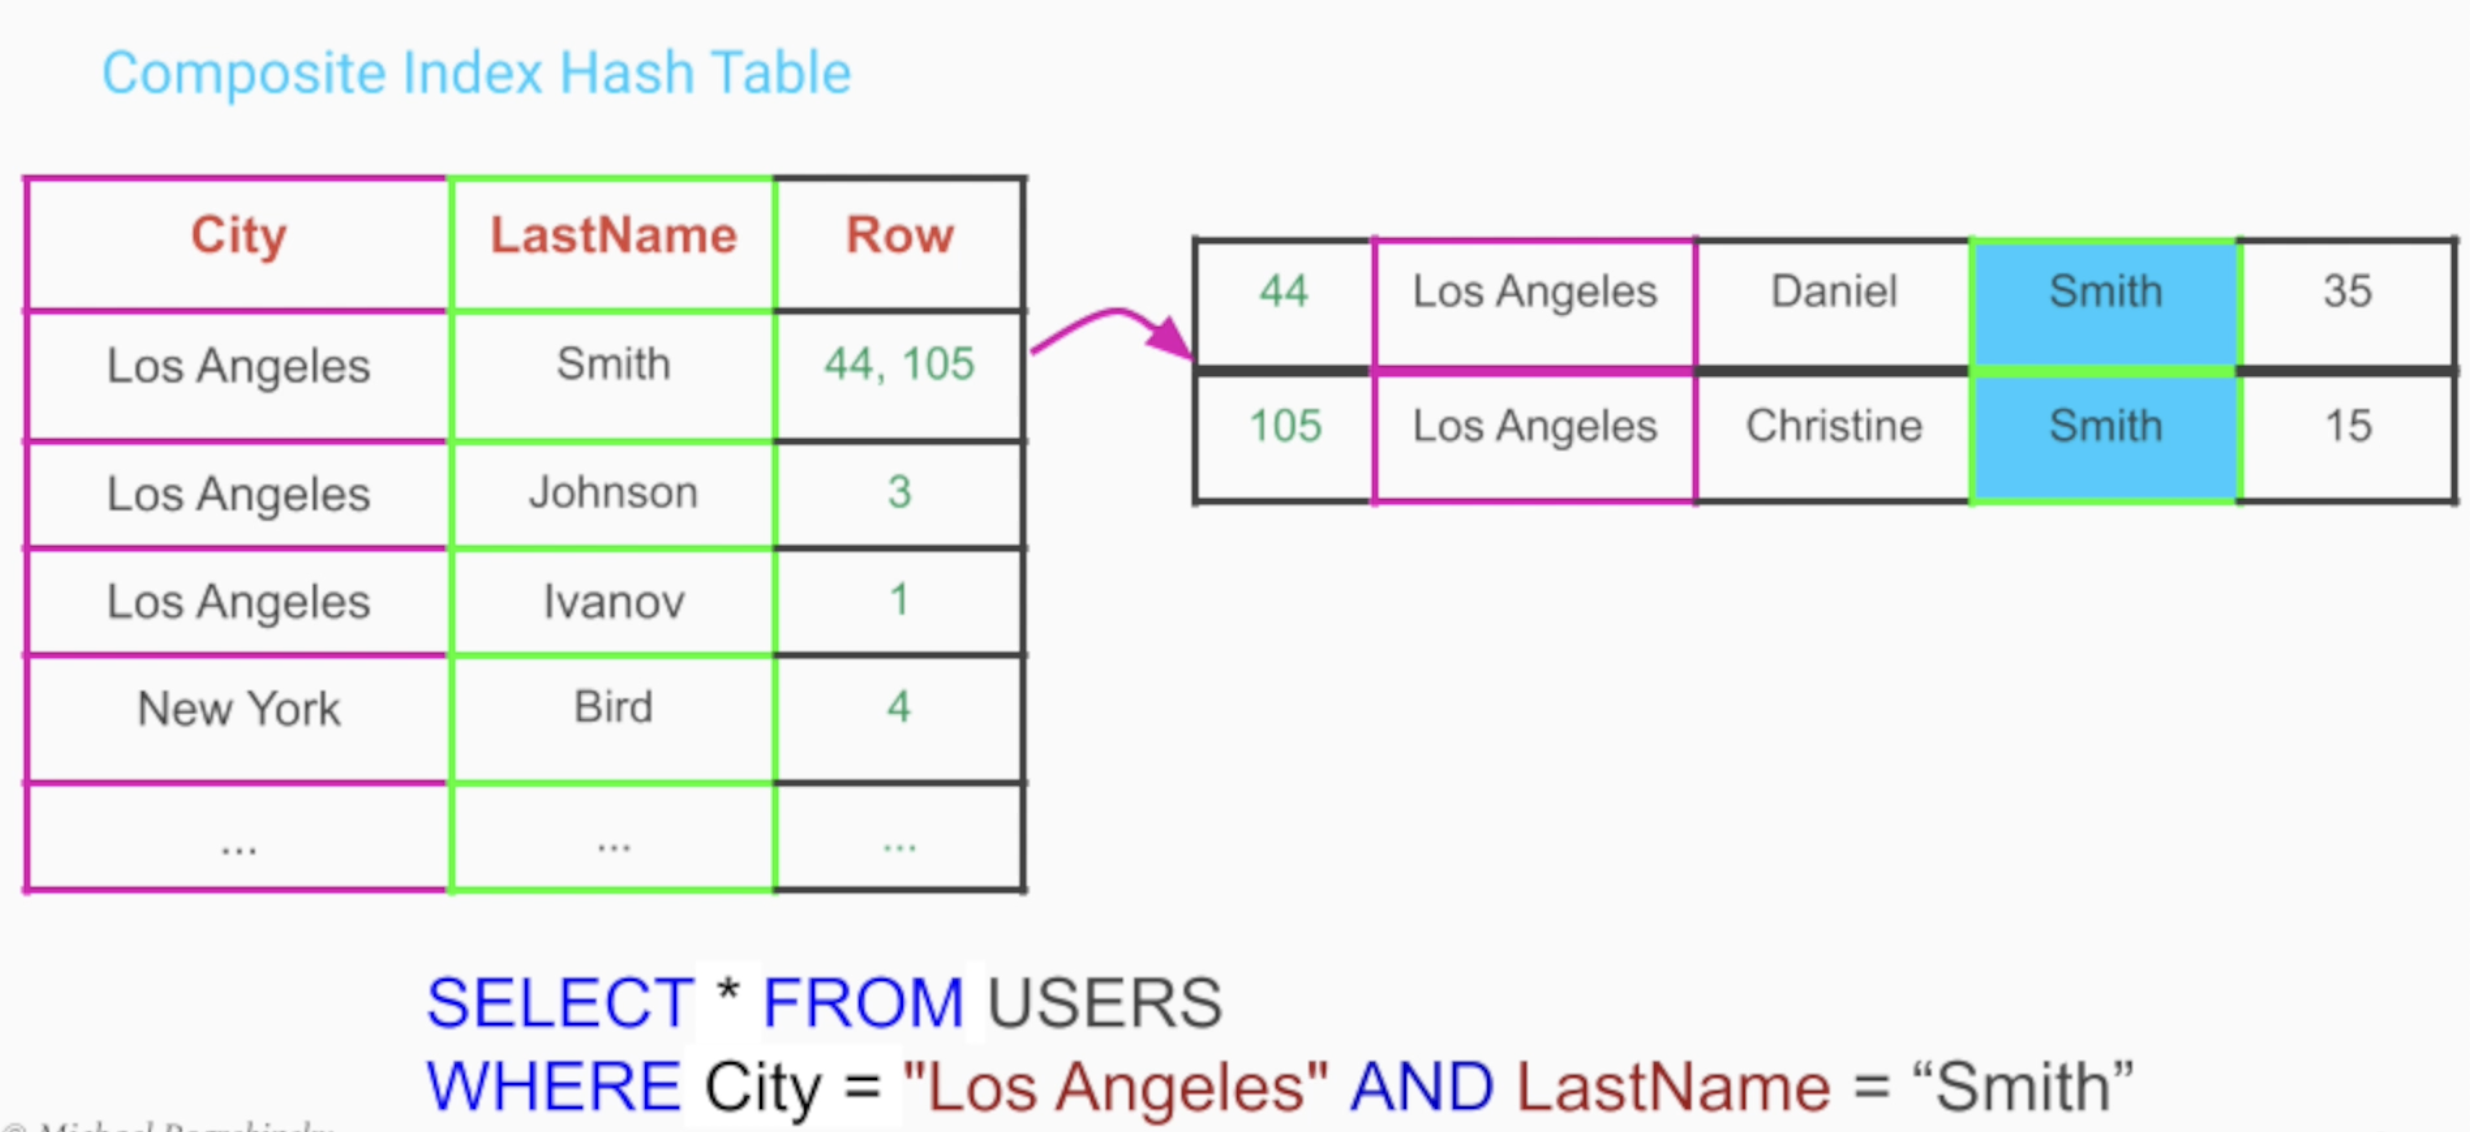 Composite Index Hash Table
City LastName Row
Los Angeles Smith 44, 105
Los Angeles Johnson 3
Los Angeles Ivanov 1
New York Bird 4
... ... ...
44 Los Angeles Daniel Smith 35
105 Los Angeles Christine Smith 15
SELECT * FROM USERS
WHERE City = "Los Angeles" AND LastName = “Smith”